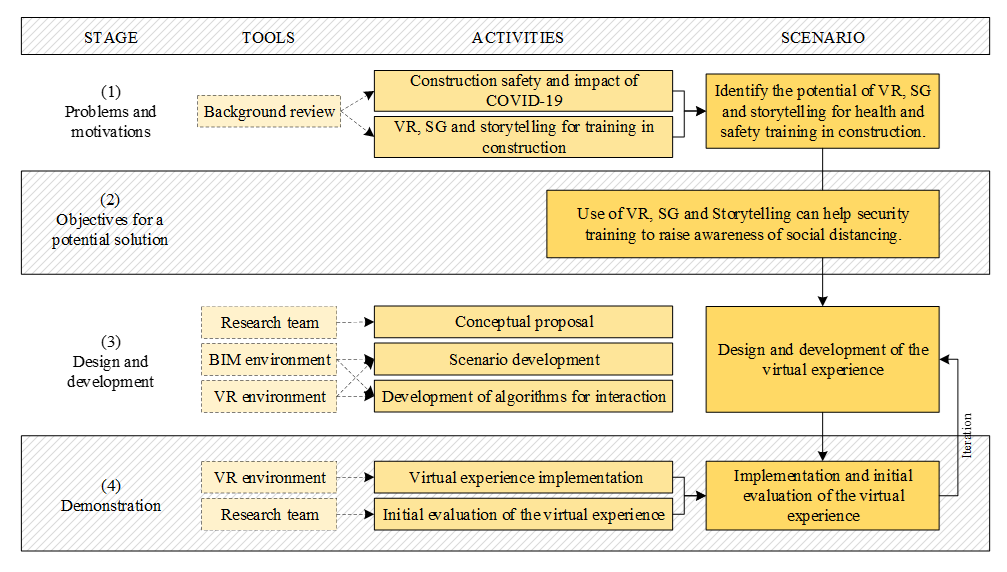 STAGE TOOLS ACTIVITIES SCENARIO
(1)
Problems and
motivations
Background review
Construction safety and impact of
COVID-19
VR, SG and storytelling for training in
construction
Identify the potential of VR, SG
and storytelling for health and
safety training in construction.
(2)
Objectives for a
potential solution
Use of VR, SG and Storytelling can help security
training to raise awareness of social distancing.
(3)
Design and
development
Research team
BIM environment
VR environment
Conceptual proposal
Scenario development
Development of algorithms for interaction
Design and development of the
virtual experience
Iteration
(4)
Demonstration
VR environment
Research team
Virtual experience implementation
Initial evaluation of the virtual experience
Implementation and initial
evaluation of the virtual
experience